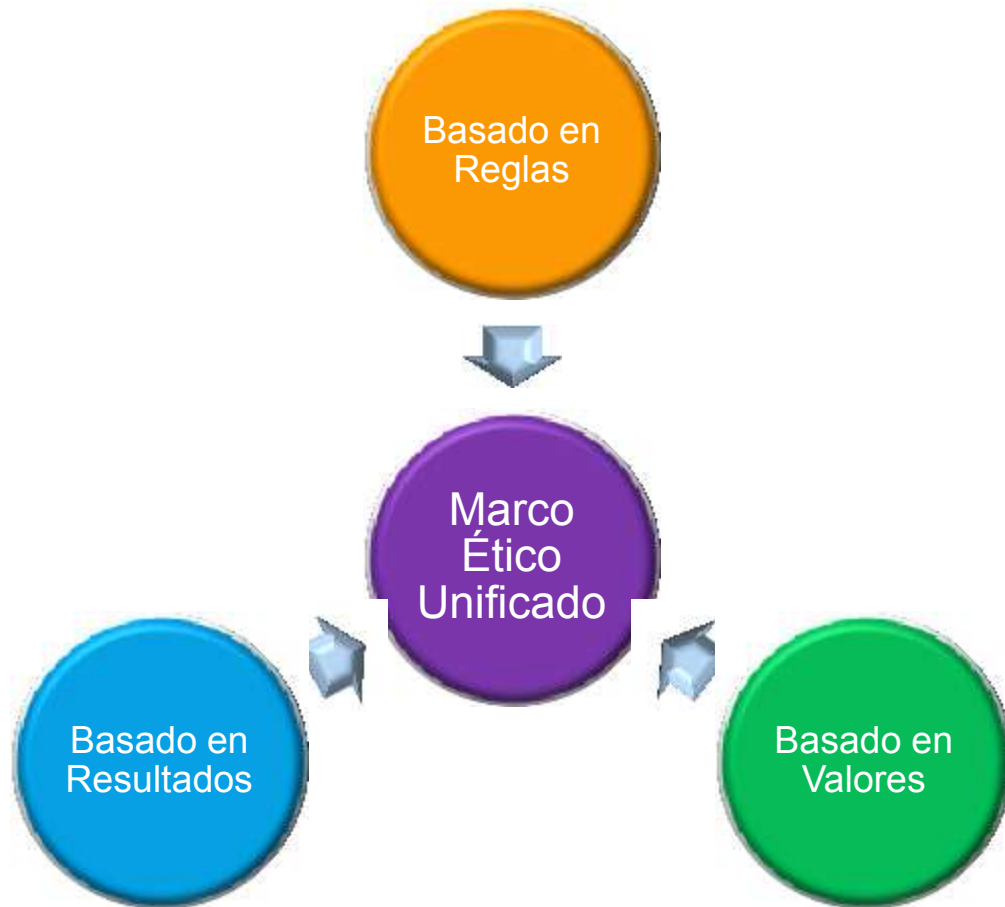 Basado en
Reglas
Marco
Ético
Unificado
Basado en
Resultados
Basado en
Valores